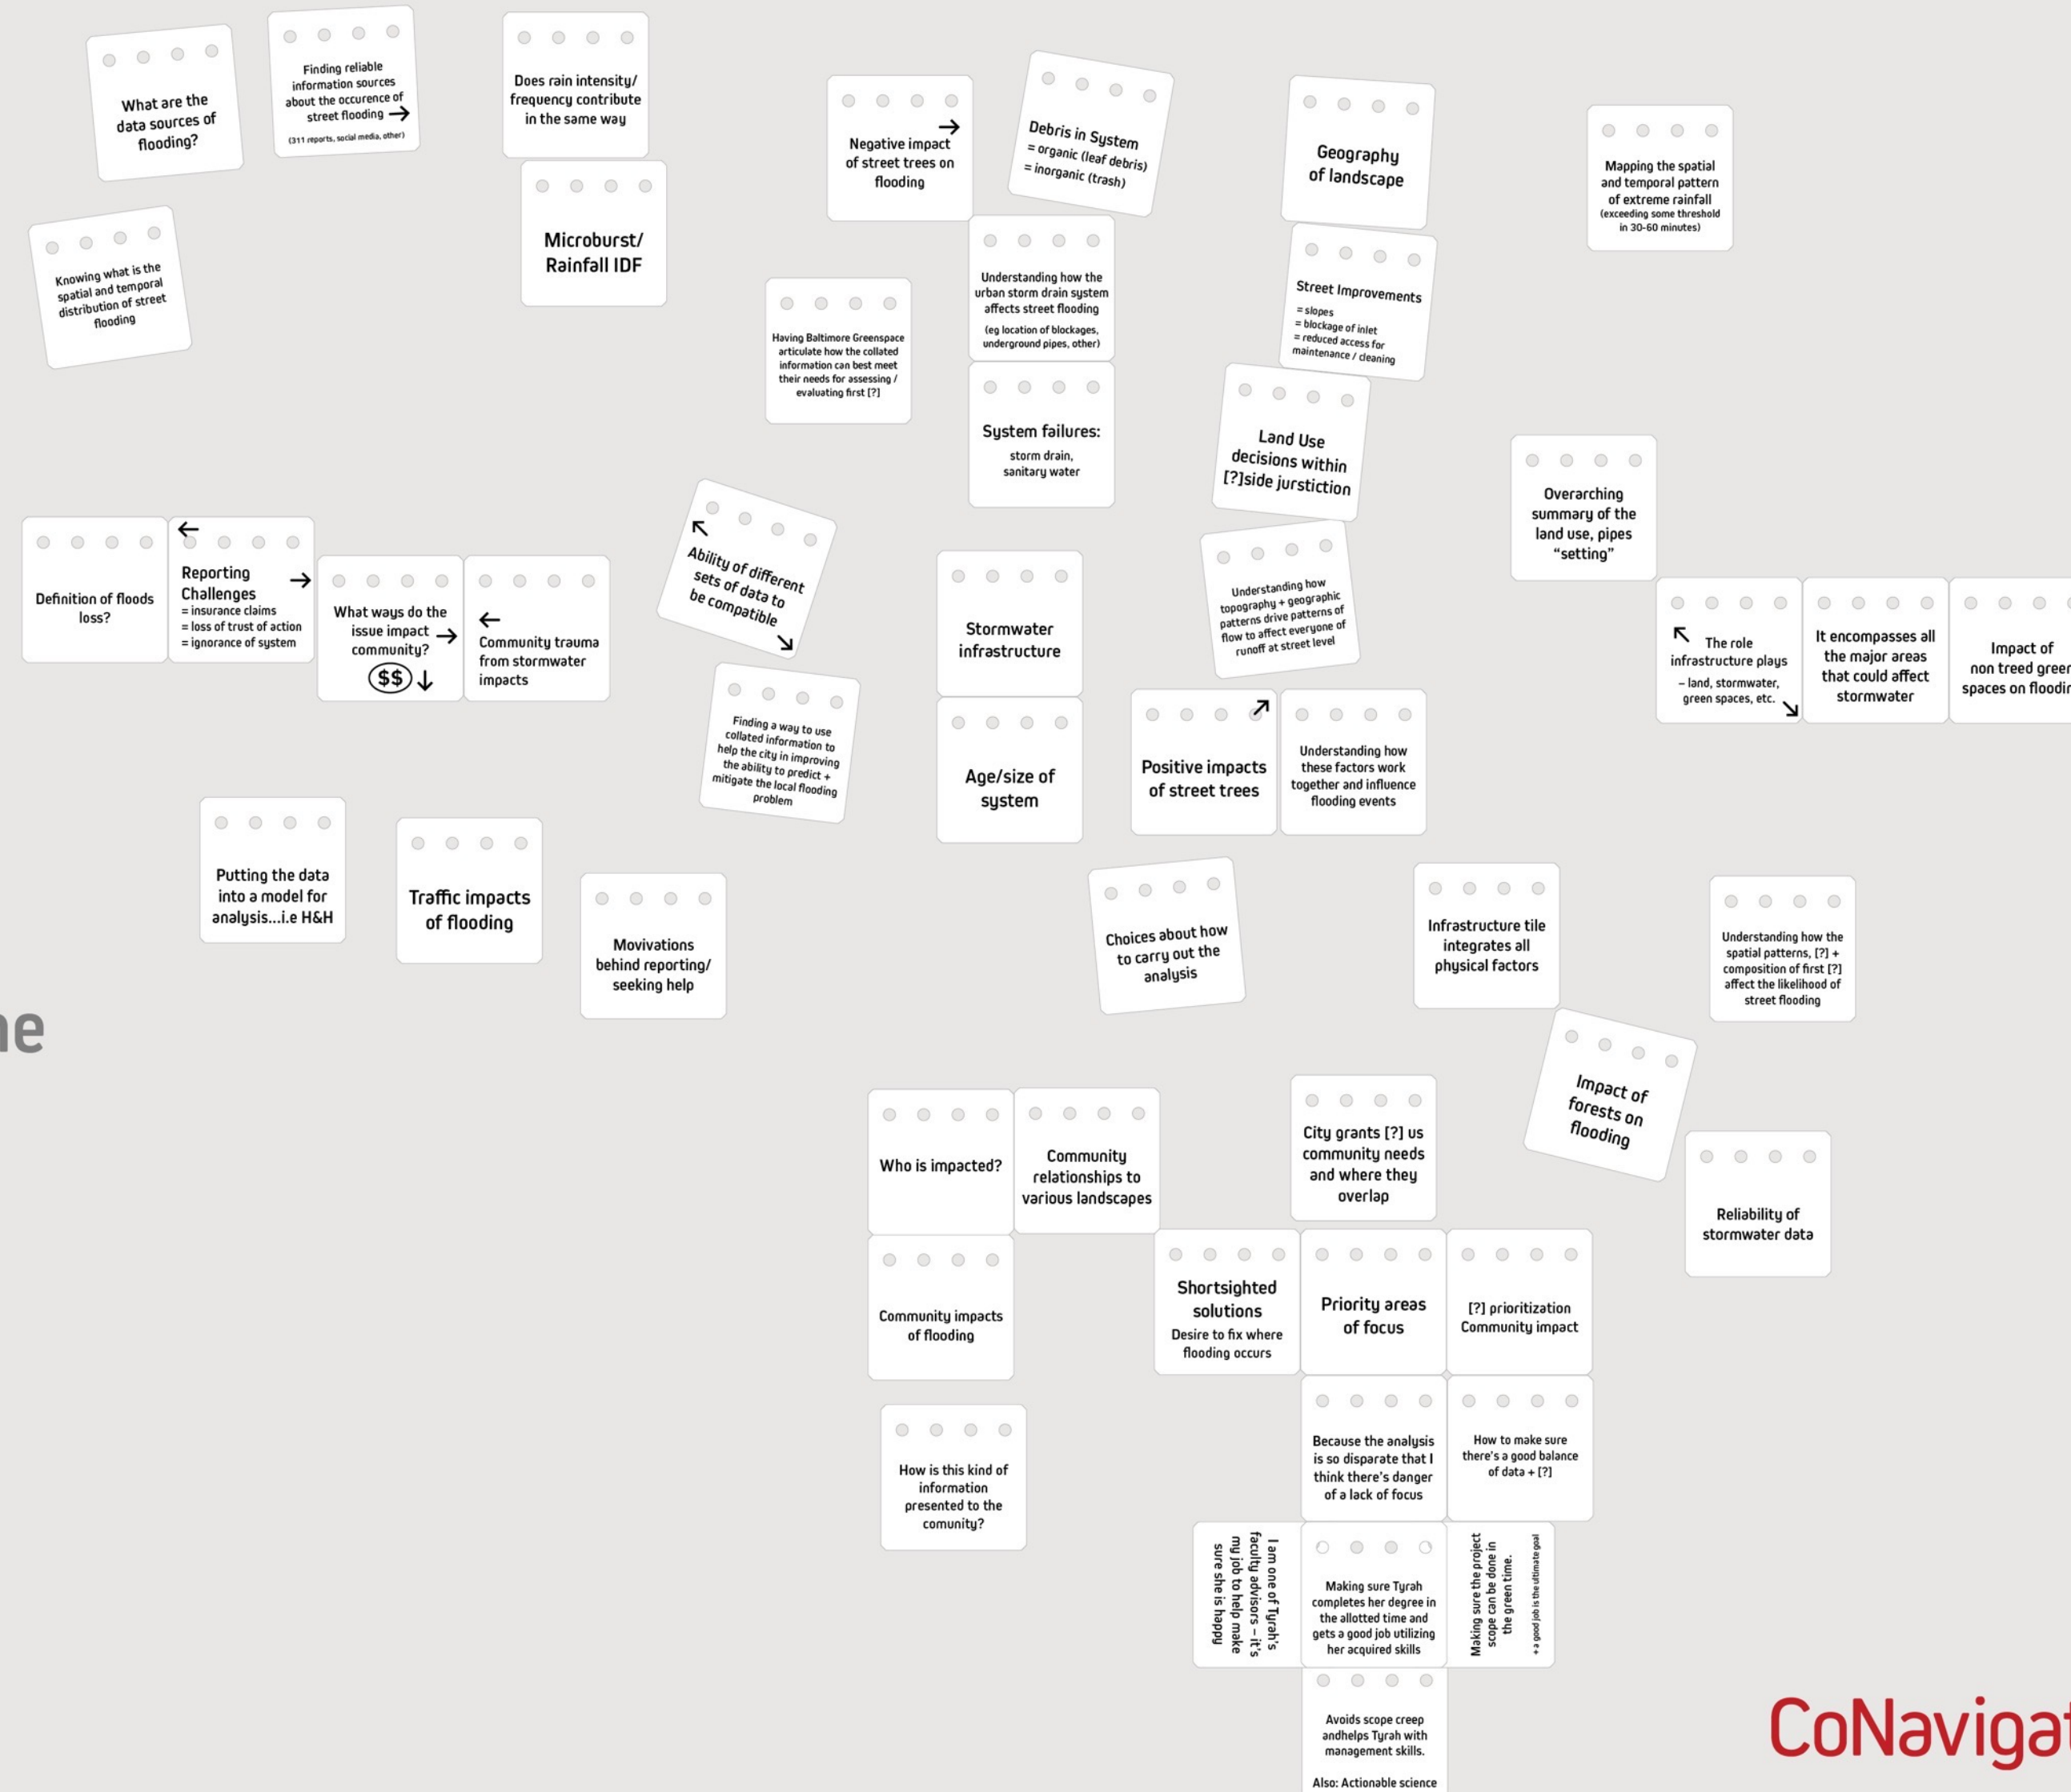 What are the
data sources of
flooding?
Finding reliable
information sources
about the occurence of
street flooding →
(311 reports, social media, other)
Does rain intensity/
frequency contribute
in the same way
Microburst/
Rainfall IDF
Knowing what is the
spatial and temporal
distribution of street
flooding
→
Negative impact
of street trees on
flooding
Debris in System
= organic (leaf debris)
= inorganic (trash)
Geography
of landscape
Mapping the spatial
and temporal pattern
of extreme rainfall
(exceeding some threshold
in 30-60 minutes)
Understanding how the
urban storm drain system
affects street flooding
(eg location of blockages,
underground pipes, other)
Street Improvements
= slopes
= blockage of inlet
= reduced access for
maintenance / cleaning
Having Baltimore Greenspace
articulate how the collated
information can best meet
their needs for assessing /
evaluating first [?]
System failures:
storm drain,
sanitary water
Land Use
decisions within
[?]side jurstiction
Overarching
summary of the
land use, pipes
“setting”
Definition of floods
loss?
←
Reporting
Challenges →
= insurance claims
= loss of trust of action
= ignorance of system
What ways do the
issue impact →
community?
$$ ↓
←
Community trauma
from stormwater
impacts
↖
Ability of different
sets of data to
be compatible
↘
Stormwater
infrastructure
Understanding how
topography + geographic
patterns drive patterns of
flow to affect everyone of
runoff at street level
↖ The role
infrastructure plays
– land, stormwater,
green spaces, etc. ↘
It encompasses all
the major areas
that could affect
stormwater
Impact of
non treed green
spaces on
Finding a way to use
collated information to
help the city in improving
the ability to predict +
mitigate the local flooding
problem
Age/size of
system
↗
Positive impacts
of street trees
Understanding how
these factors work
together and influence
flooding events
Putting the data
into a model for
analysis...i.e H&H
Traffic impacts
of flooding
Movivations
behind reporting/
seeking help
Choices about how
to carry out the
analysis
Infrastructure tile
integrates all
physical factors
Understanding how the
spatial patterns, [?] +
composition of first [?]
affect the likelihood of
street flooding
ne
Impact of
forests on
flooding
Who is impacted?
Community
relationships to
various landscapes
City grants [?] us
community needs
and where they
overlap
Reliability of
stormwater data
Community impacts
of flooding
Shortsighted
solutions
Desire to fix where
flooding occurs
Priority areas
of focus
[?] prioritization
Community impact
How is this kind of
information
presented to the
comunity?
Because the analysis
is so disparate that I
think there's danger
of a lack of focus
How to make sure
there's a good balance
of data + [?]
I am one of Tyrah's
faculty advisors – it's
my job to help make
sure she is happy
Making sure Tyrah
completes her degree in
the allotted time and
gets a good job utilizing
her acquired skills
Making sure the project
scope can be done in
the green time.
+ a good job is the ultimate goal
Avoids scope creep
andhelps Tyrah with
management skills.
Also: Actionable science
CoNavigat